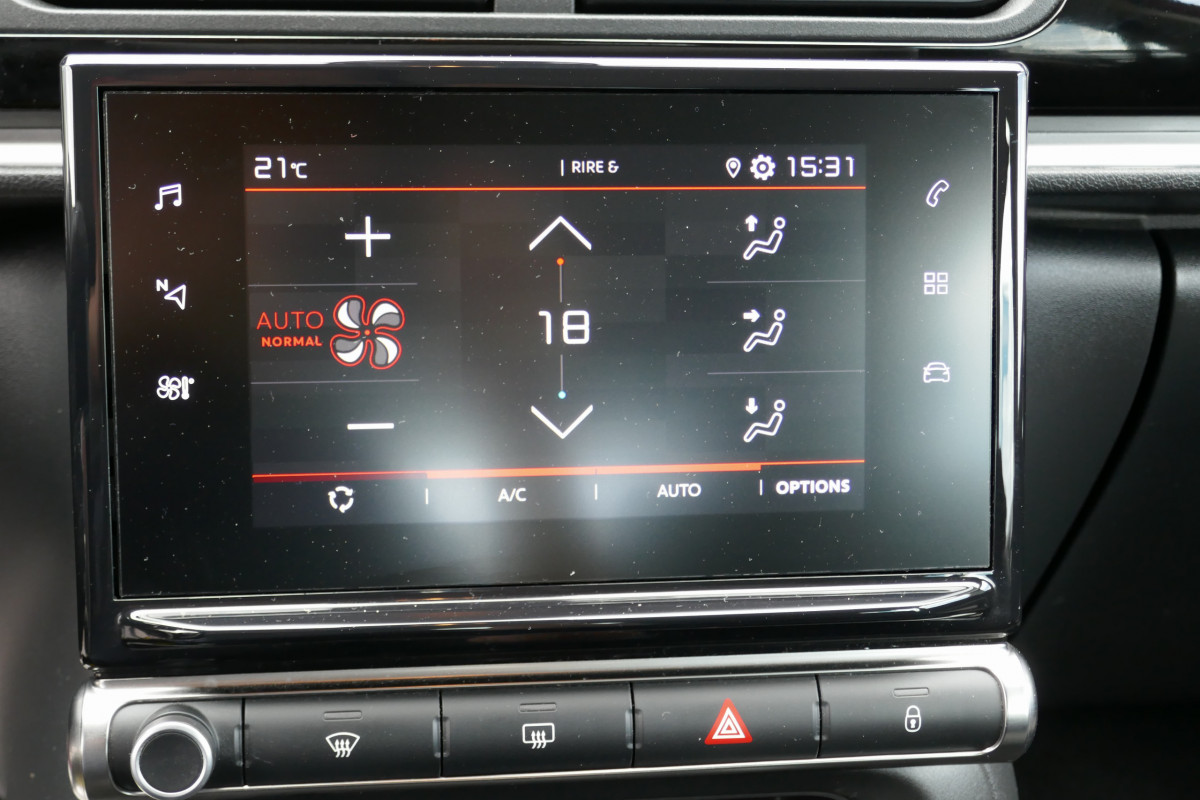 21°C
| RIRE &
15:31
N
AUTO
NORMAL
18
A/C
AUTO
OPTIONS